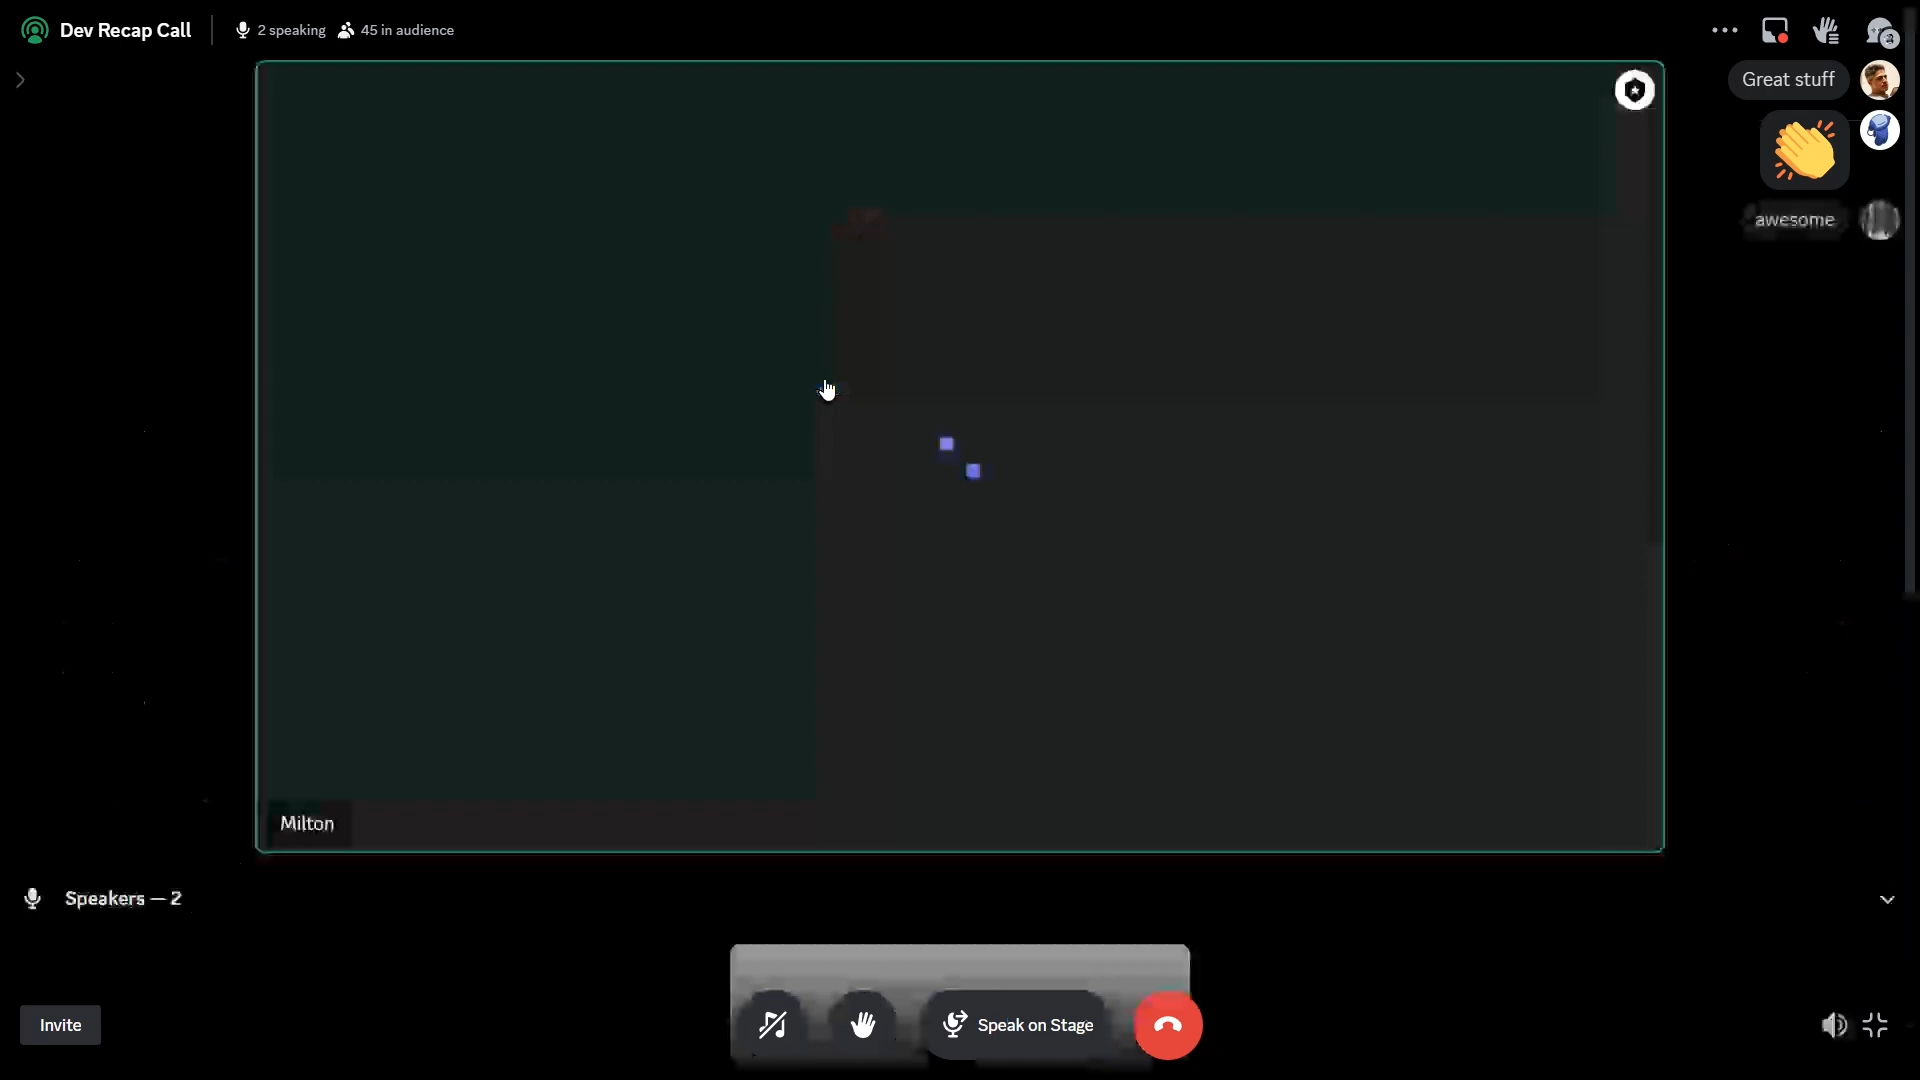 Dev Recap Call
2 speaking
45 in audience
Great stuff
awesome
Milton
Speakers — 2
Invite
Speak on Stage